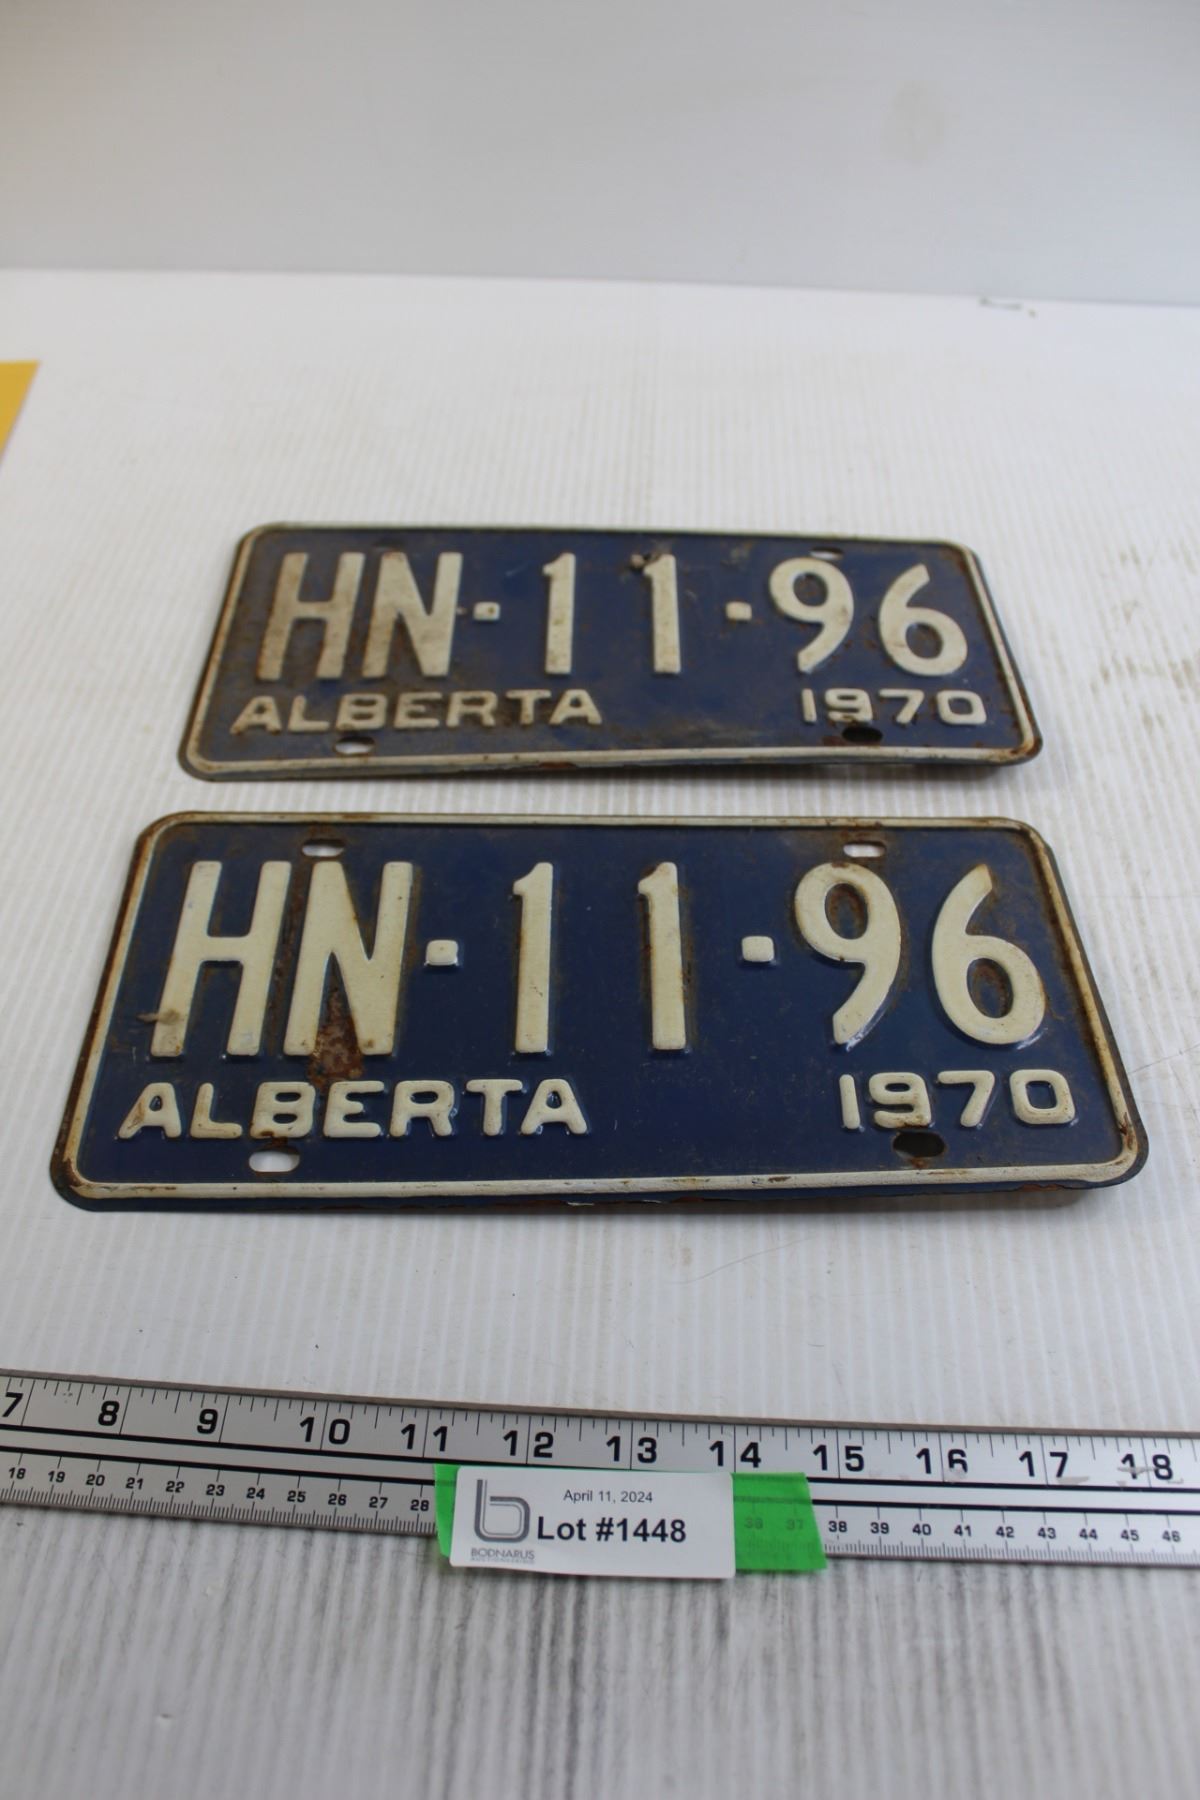 HN·11·96
ALBERTA 1970
HN·11·96
ALBERTA 1970
7 8 9 10 11 12 13 14 15 16 17 18
18 19 20 21 22 23 24 25 26 27 28 36 37 38 39 40 41 42 43 44 45 46
April 11, 2024
Lot #1448
BODNARUS
AUCTIONEERING